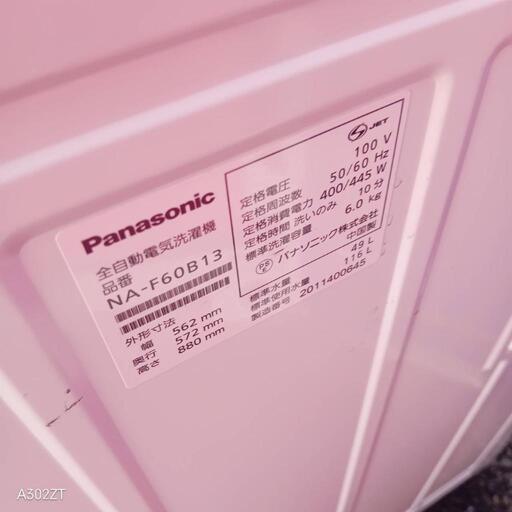 Panasonic
全自動電気洗濯機
品番
NA-F60B13
外形寸法
幅 562 mm
奥行 572 mm
高さ 880 mm
JET
定格電圧 100 V
定格周波数 50/60 Hz
定格消費電力 400/445 W
定格時間 洗いのみ 10分
標準洗濯容量 6.0 kg
パナソニック株式会社
中国製
標準水量 49 L
標準使用水量 116 L
製造番号 2011400645
A302ZT